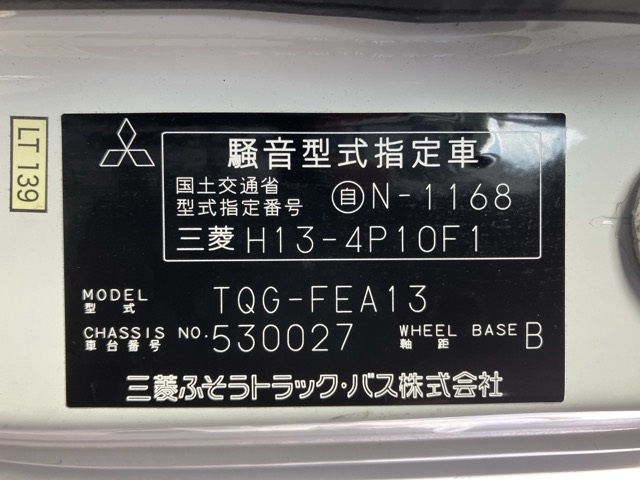 LT 139
騒音型式指定車
国土交通省
型式指定番号 自 N-1168
三菱 H13-4P10F1
MODEL
型式 TQG-FEA13
CHASSIS NO. 530027 WHEEL BASE B
車台番号 軸距
三菱ふそうトラック・バス株式会社